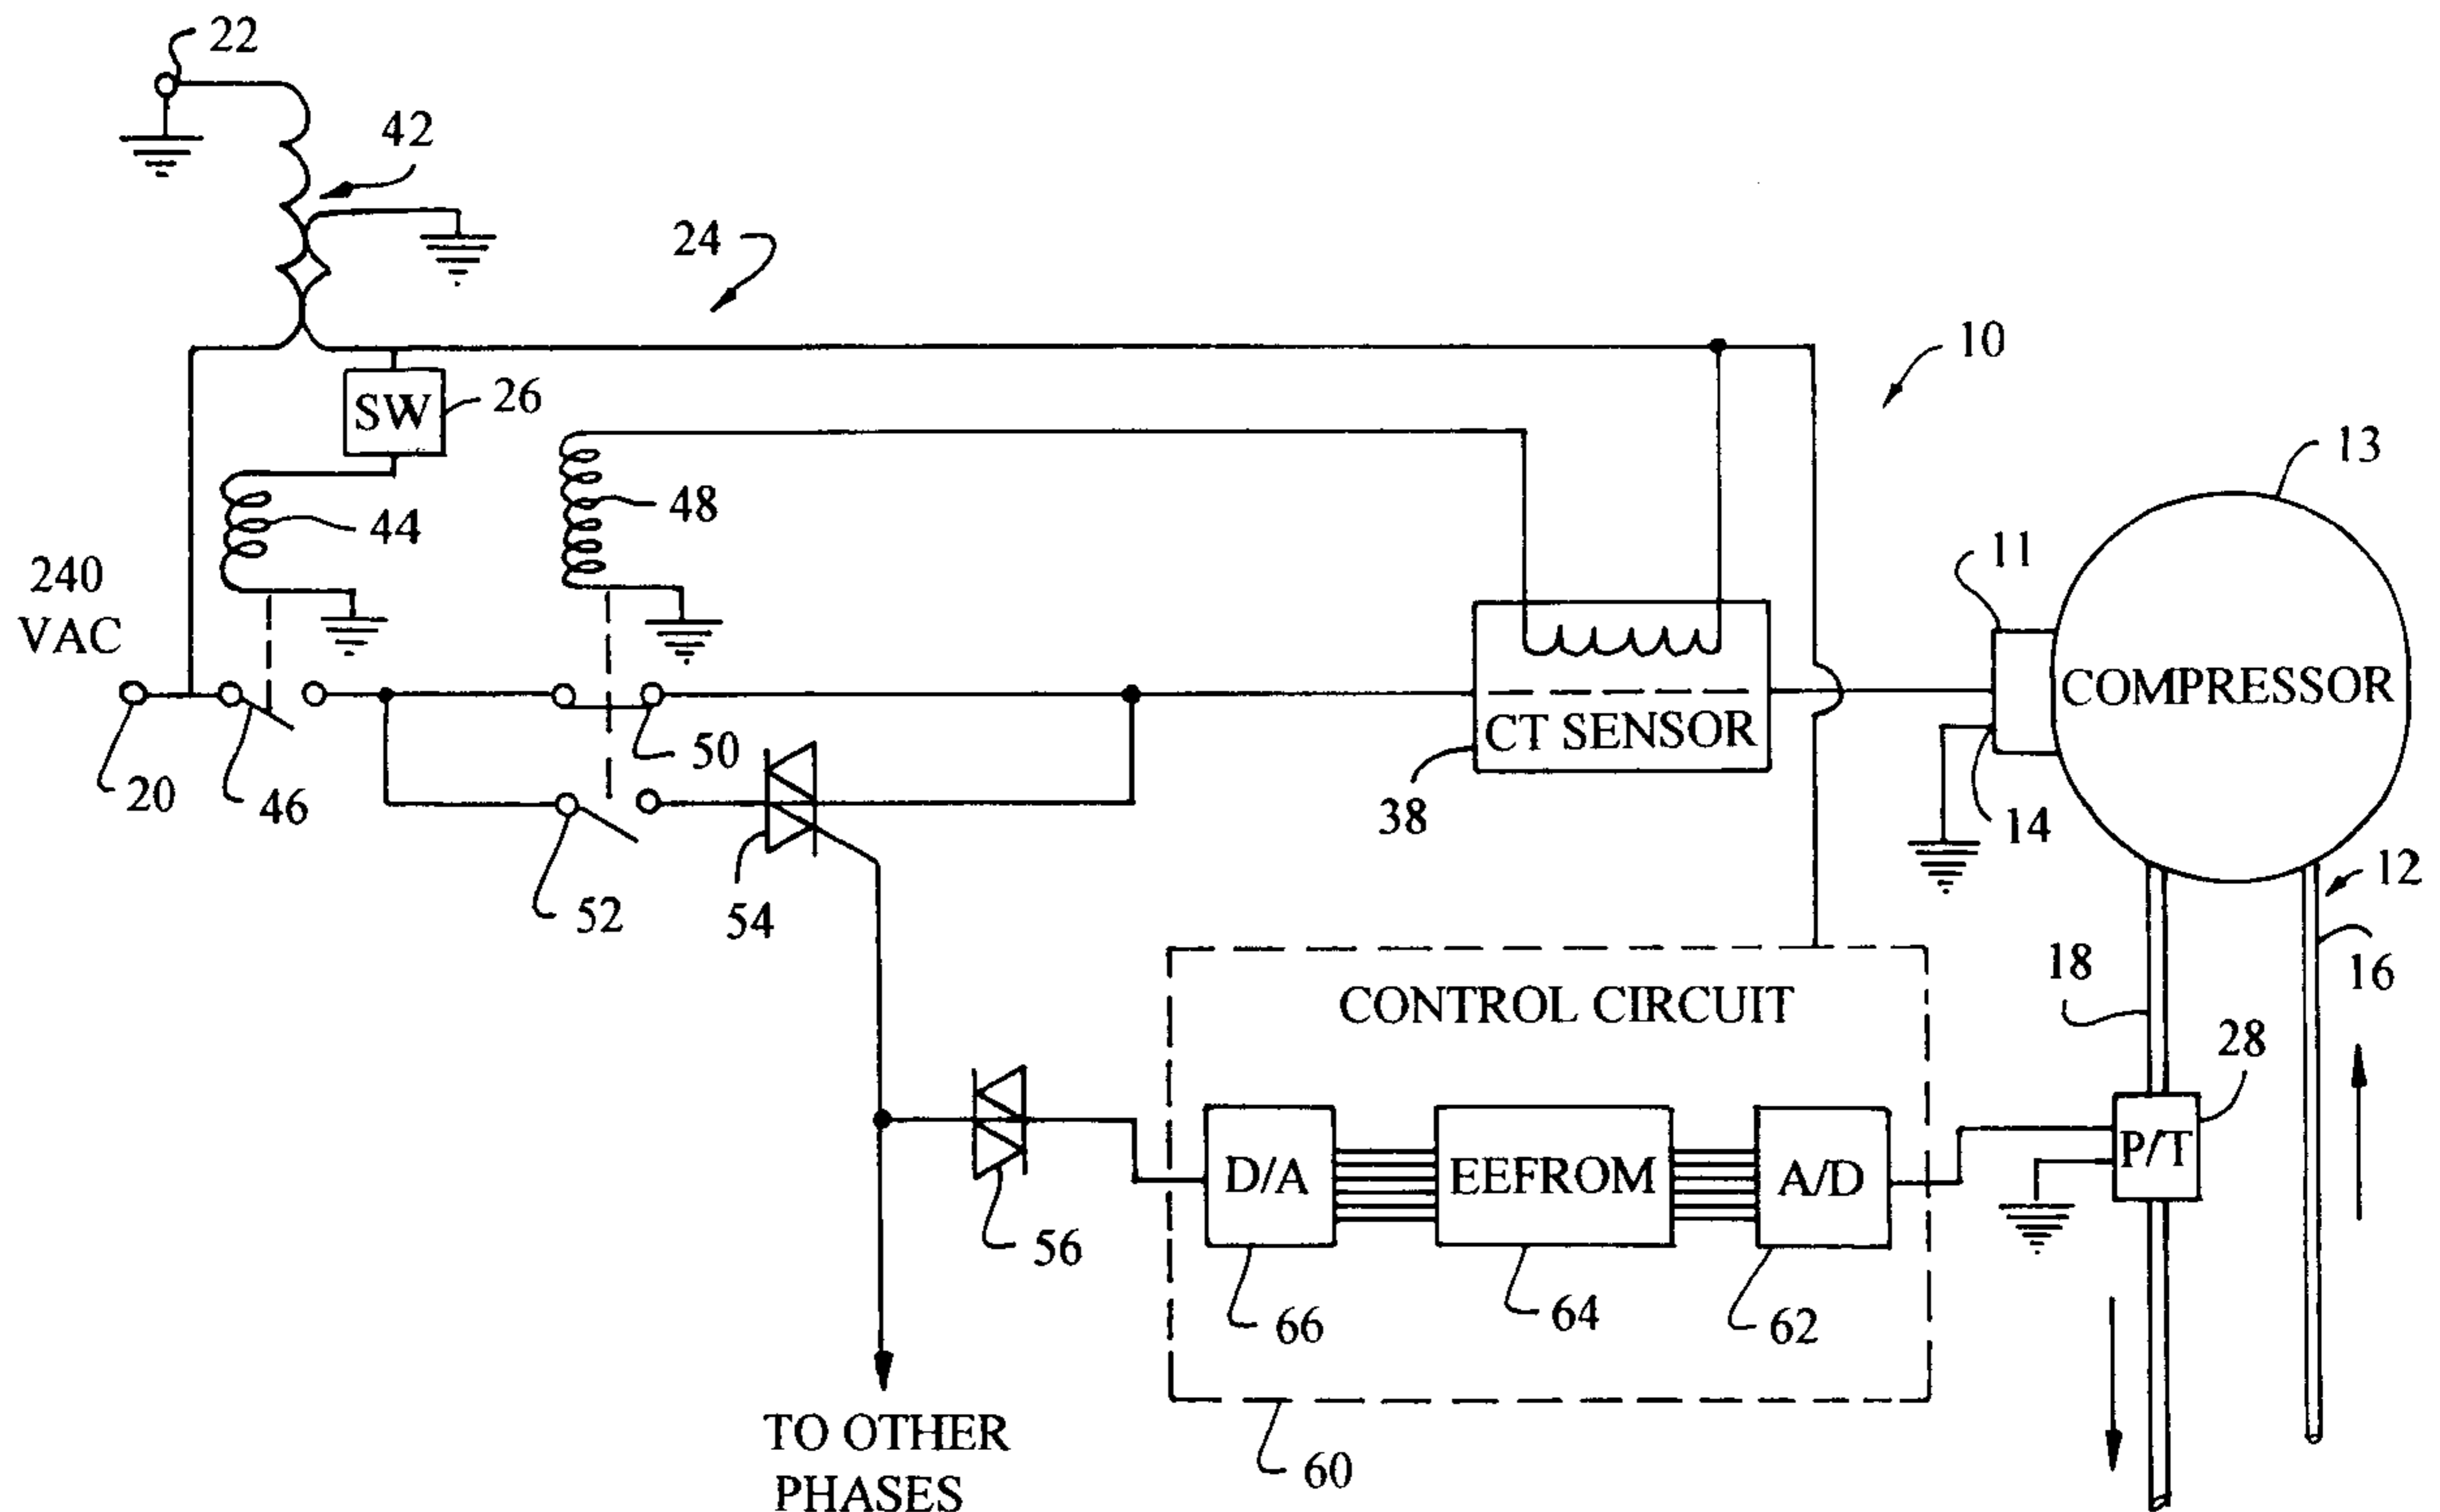 22
42
24
10
SW
26
13
48
44
11
240
VAC
COMPRESSOR
CT SENSOR
50
20
46
38
14
12
52
54
18
16
CONTROL CIRCUIT
28
P/T
D/A
EEFROM
A/D
56
66
64
62
TO OTHER
PHASES
60